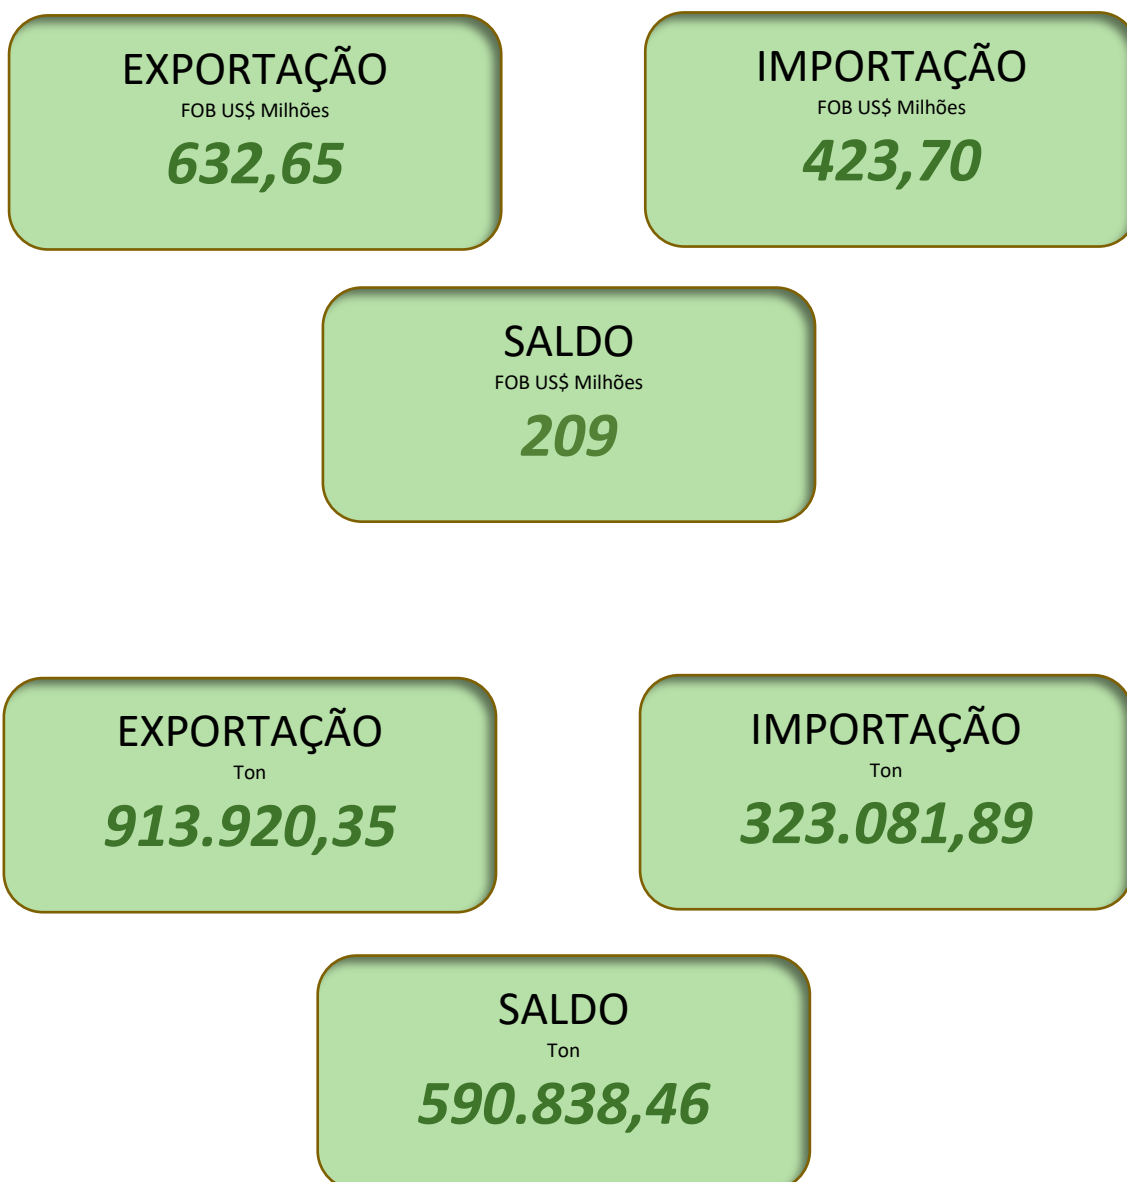 EXPORTAÇÃO
FOB US$ Milhões
632,65
IMPORTAÇÃO
FOB US$ Milhões
423,70
SALDO
FOB US$ Milhões
209
EXPORTAÇÃO
Ton
913.920,35
IMPORTAÇÃO
Ton
323.081,89
SALDO
Ton
590.838,46